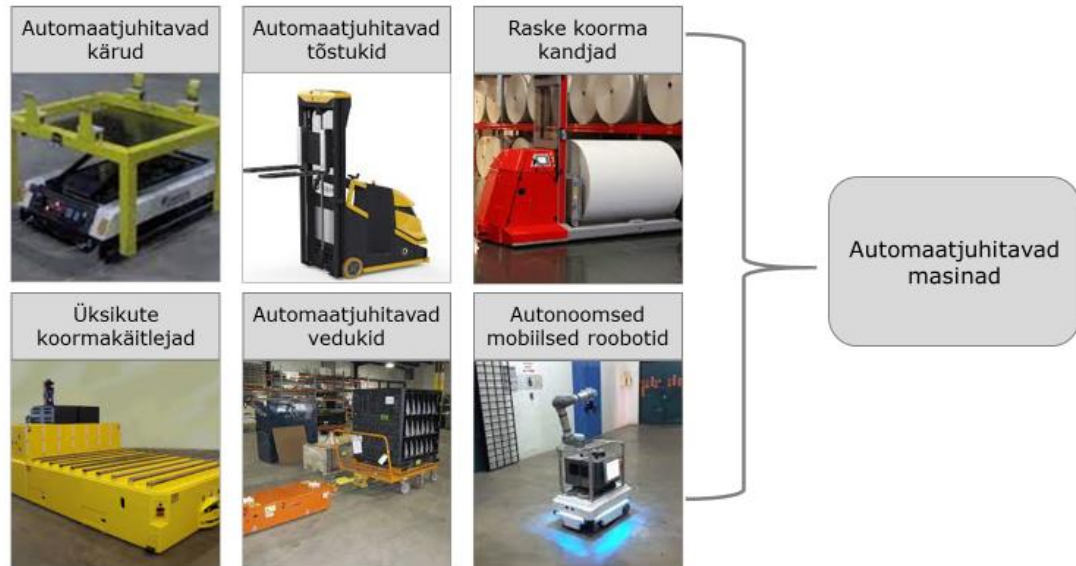 Automaatjuhitavad
kärud
Automaatjuhitavad
tõstukid
Raske koorma
kandjad
Automaatjuhitavad
masinad
Üksikute
koormakäitlejad
Automaatjuhitavad
vedukid
Autonoomsed
mobiilsed roobotid